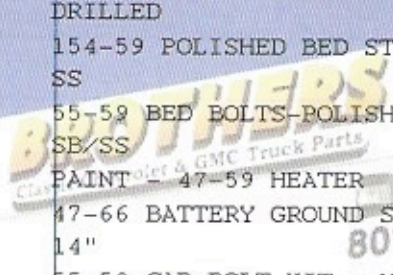 DRILLED
154-59 POLISHED BED ST
SS
55-59 BED BOLTS-POLISH
SB/SS
BROTHERS
Classic Chevrolet & GMC Truck Parts
PAINT - 47-59 HEATER
47-66 BATTERY GROUND S
14"
80